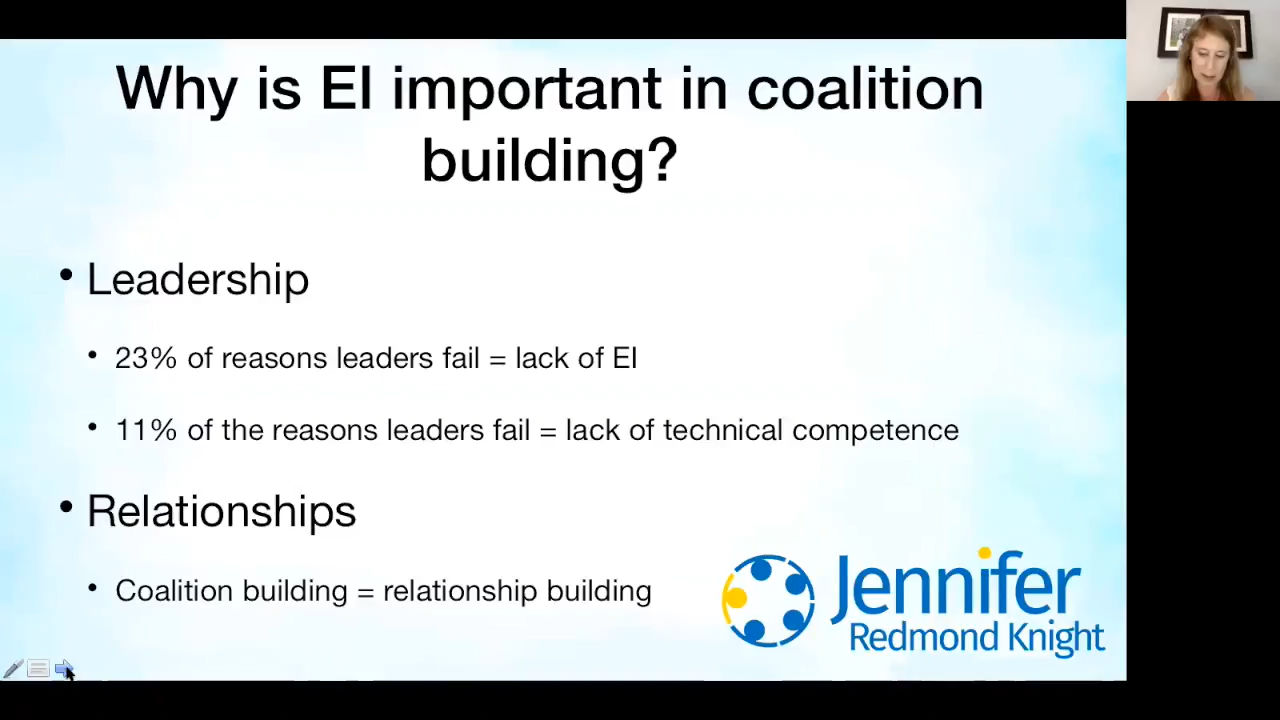 Why is EI important in coalition
building?
• Leadership
• 23% of reasons leaders fail = lack of EI
• 11% of the reasons leaders fail = lack of technical competence
• Relationships
• Coalition building = relationship building
Jennifer
Redmond Knight